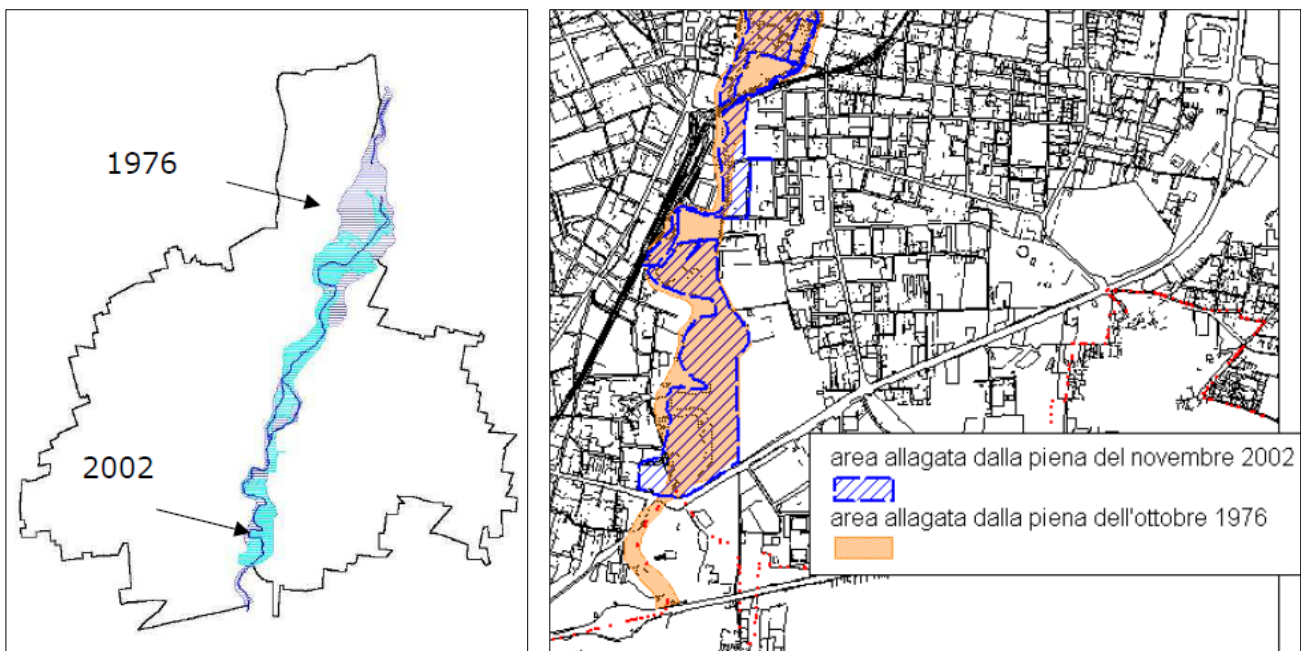 1976
2002
area allagata dalla piena del novembre 2002
area allagata dalla piena dell'ottobre 1976